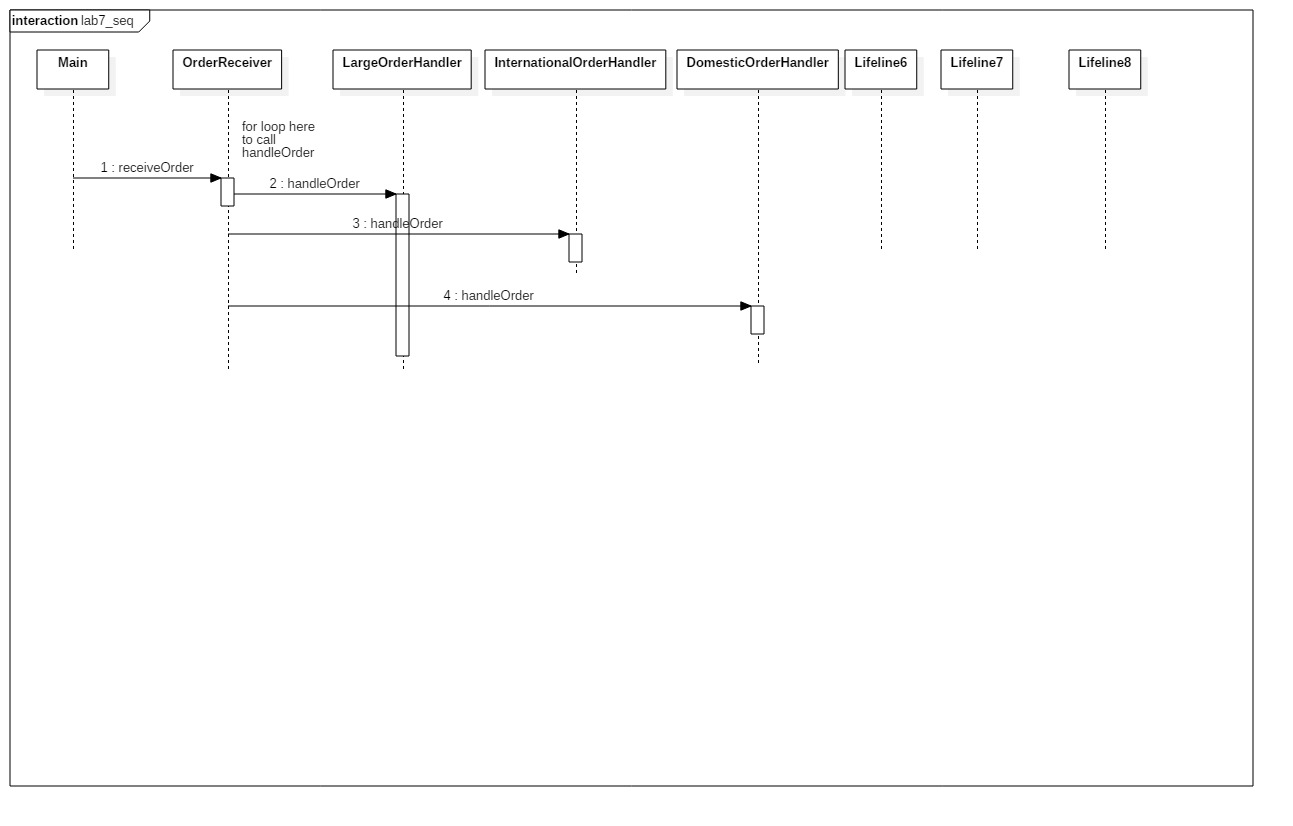 interaction lab7_seq
Main
OrderReceiver
LargeOrderHandler
InternationalOrderHandler
DomesticOrderHandler
Lifeline6
Lifeline7
Lifeline8
for loop here
to call
handleOrder
1 : receiveOrder
2 : handleOrder
3 : handleOrder
4 : handleOrder